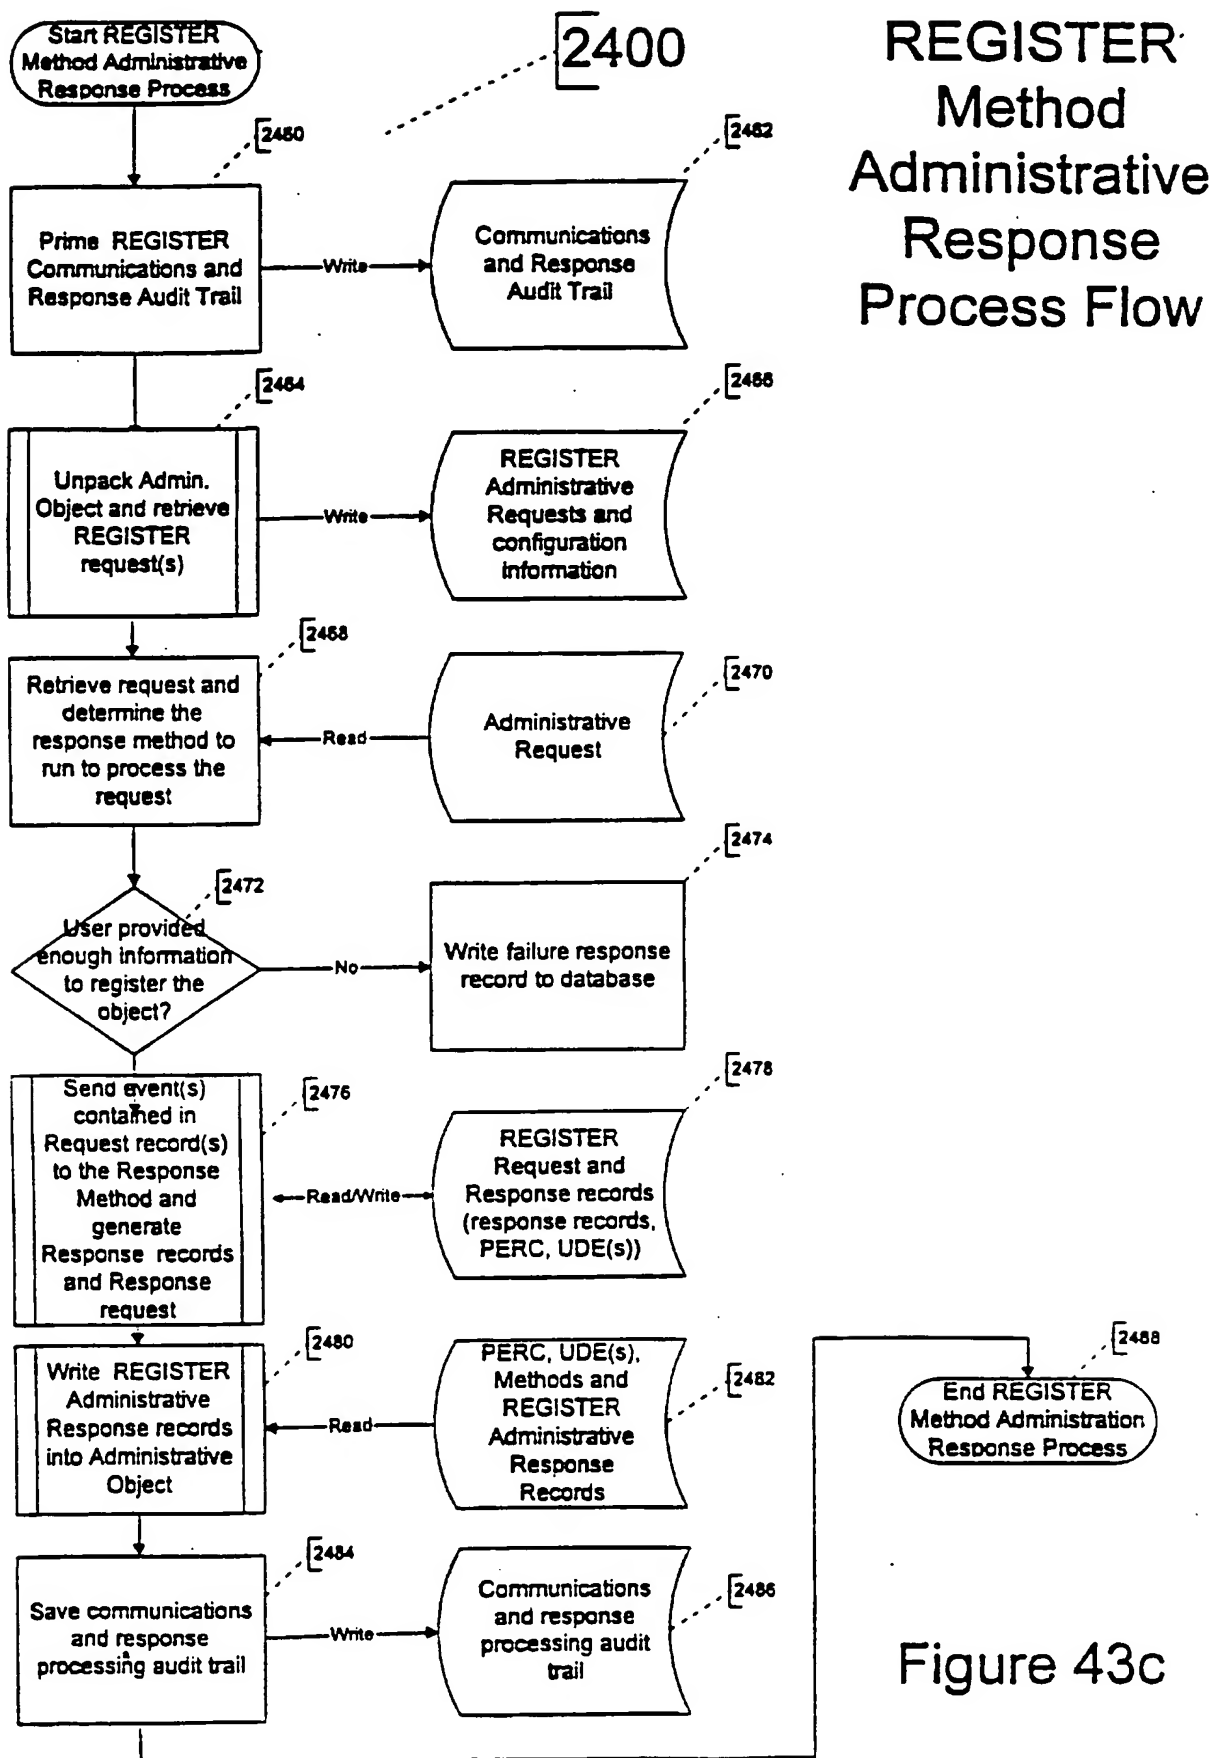 Start REGISTER
Method Administrative
Response Process
2400
REGISTER
Method
Administrative
Response
Process Flow
2460
2462
Prime REGISTER
Communications and
Response Audit Trail
Write
Communications
and Response
Audit Trail
2464
2466
Unpack Admin.
Object and retrieve
REGISTER
request(s)
Write
REGISTER
Administrative
Requests and
configuration
information
2468
2470
Retrieve request and
determine the
response method to
run to process the
request
Read
Administrative
Request
2472
2474
User provided
enough information
to register the
object?
No
Write failure response
record to database
2476
2478
Send event(s)
contained in
Request record(s)
to the Response
Method and
generate
Response records
and Response
request
Read/Write
REGISTER
Request and
Response records
(response records,
PERC, UDE(s))
2480
2482
Write REGISTER
Administrative
Response records
into Administrative
Object
Read
PERC, UDE(s),
Methods and
REGISTER
Administrative
Response
Records
2488
End REGISTER
Method Administration
Response Process
2484
2486
Save communications
and response
processing audit trail
Write
Communications
and response
processing audit
trail
Figure 43c